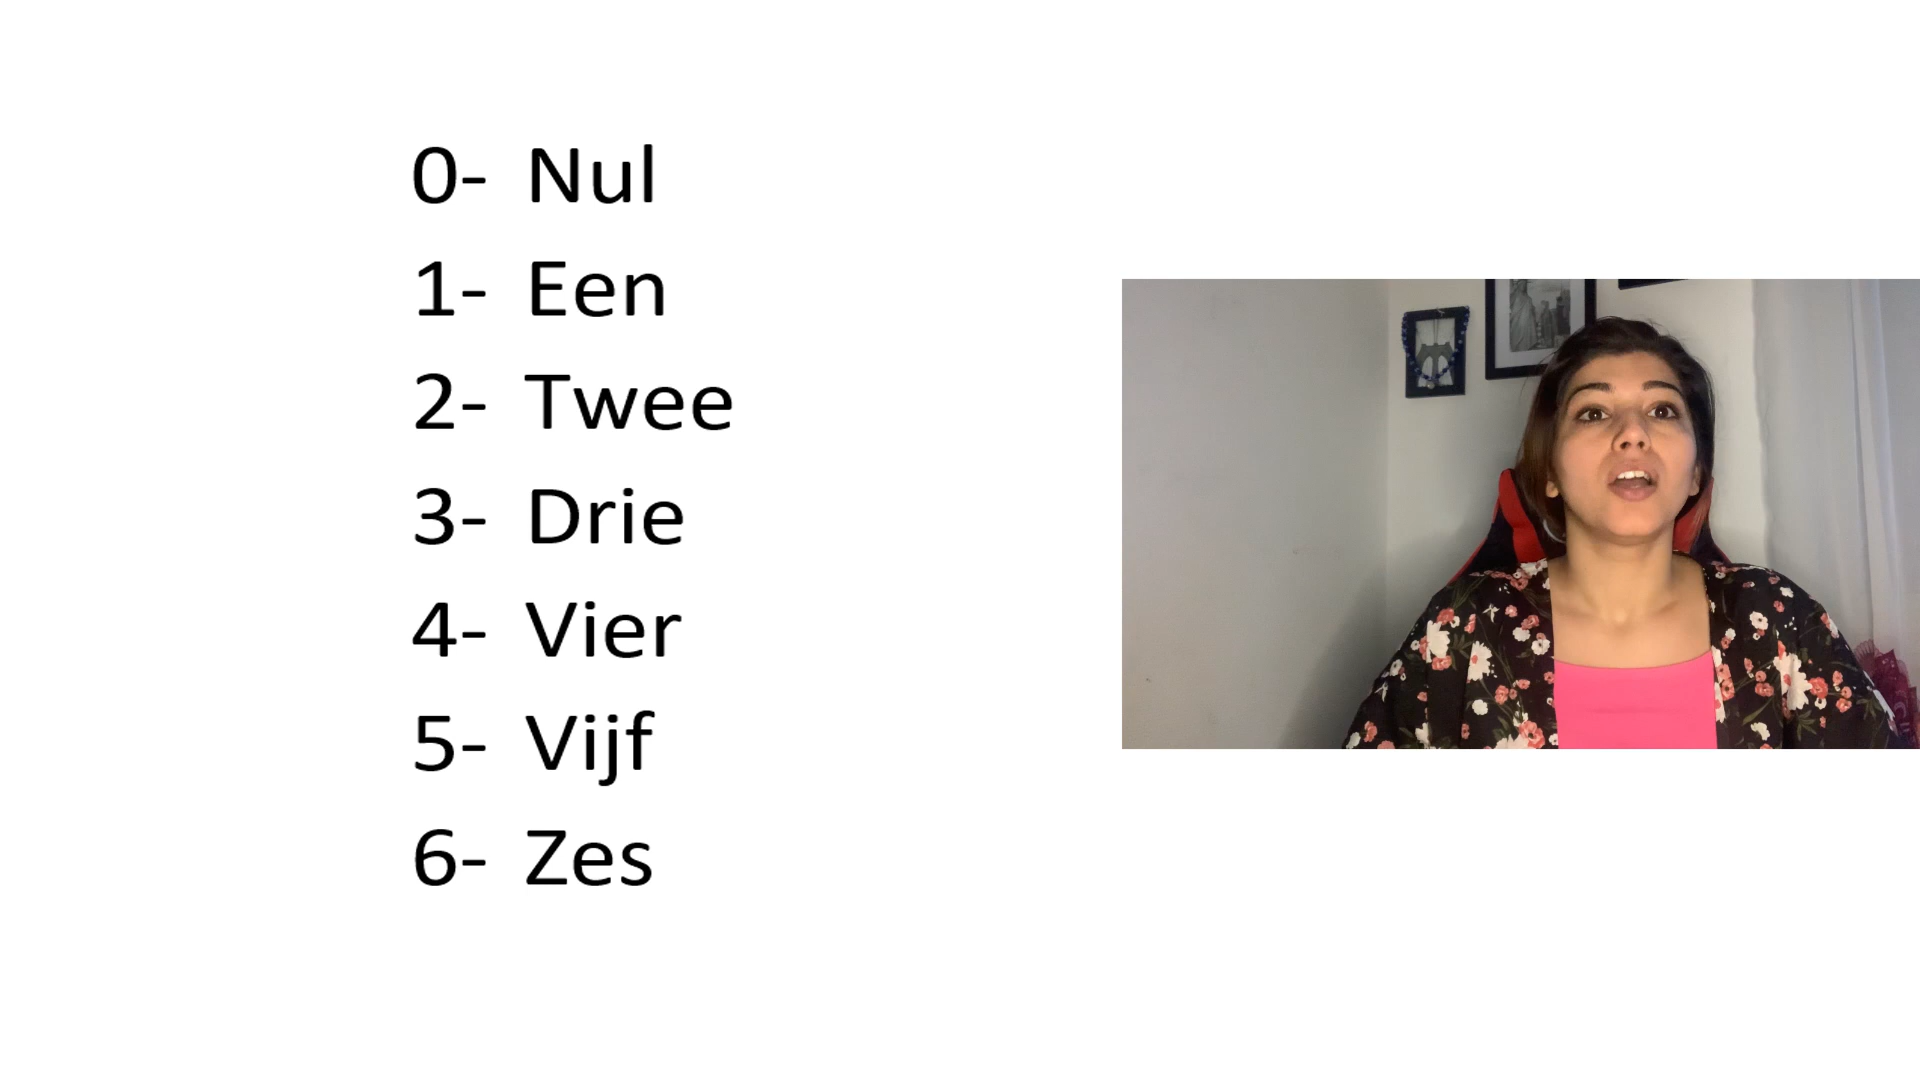 0- Nul
1- Een
2- Twee
3- Drie
4- Vier
5- Vijf
6- Zes